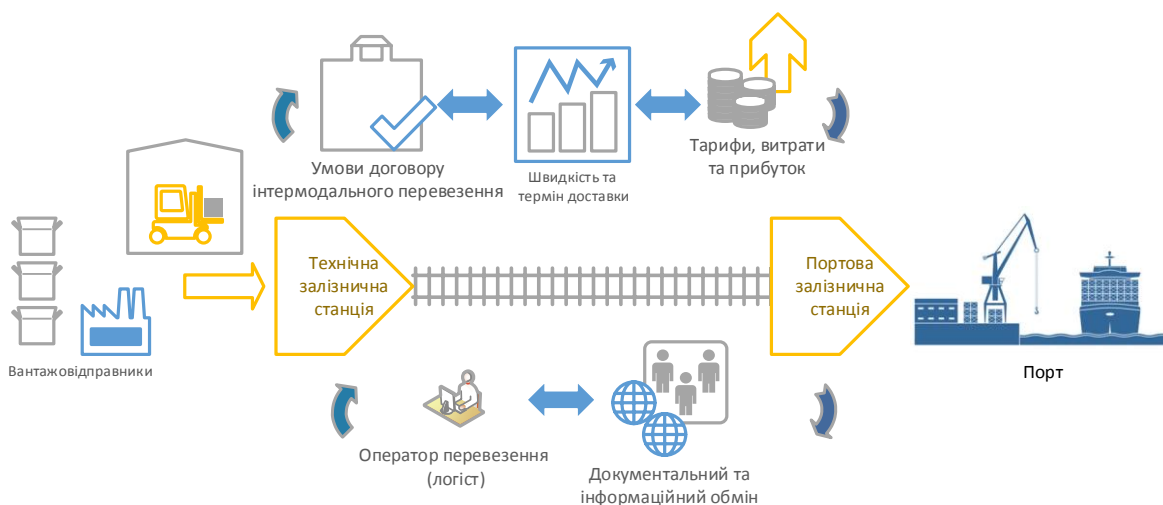 Умови договору
інтермодального перевезення
Швидкість та
термін доставки
Тарифи, витрати
та прибуток
Технічна
залізнична
станція
Портова
залізнична
станція
Вантажовідправники
Порт
Оператор перевезення
(логіст)
Документальний та
інформаційний обмін